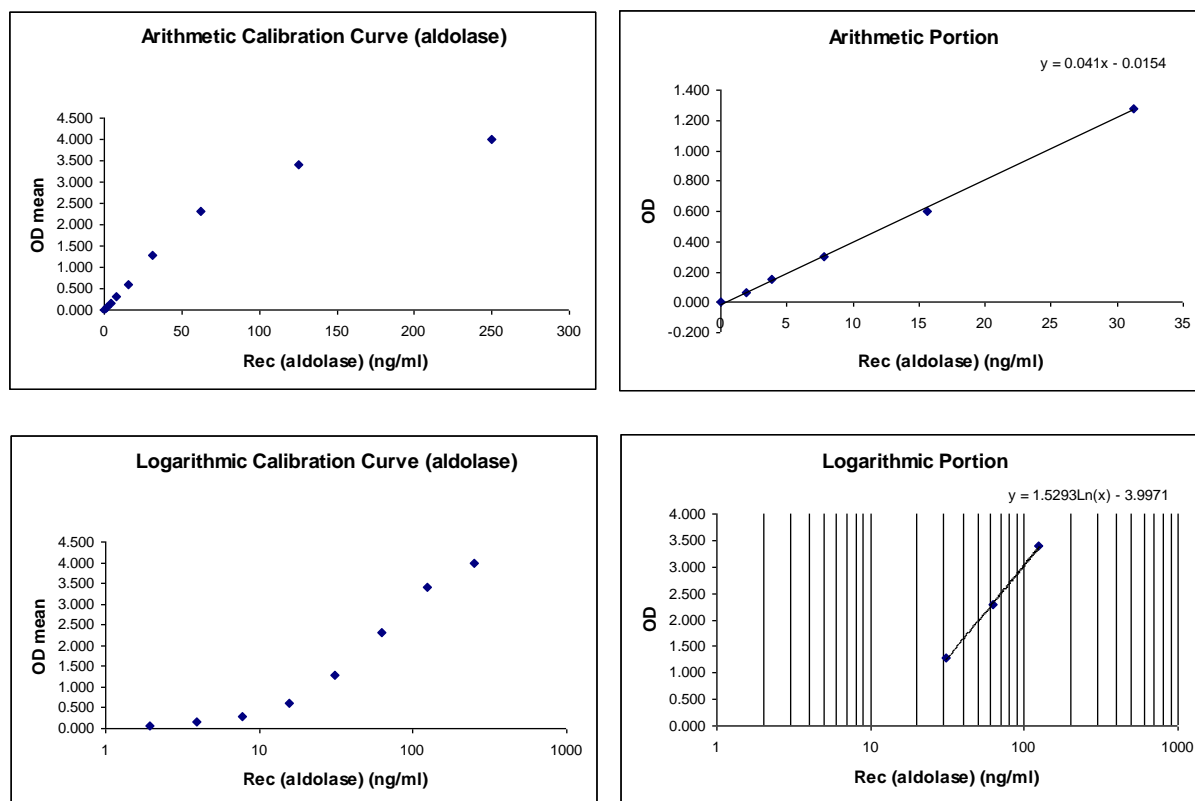 Arithmetic Calibration Curve (aldolase)
OD mean
4.500
4.000
3.500
3.000
2.500
2.000
1.500
1.000
0.500
0.000
0 50 100 150 200 250 300
Rec (aldolase) (ng/ml)
Arithmetic Portion
y = 0.041x - 0.0154
OD
1.400
1.200
1.000
0.800
0.600
0.400
0.200
0.000
-0.200
0 5 10 15 20 25 30 35
Rec (aldolase) (ng/ml)
Logarithmic Calibration Curve (aldolase)
OD mean
4.500
4.000
3.500
3.000
2.500
2.000
1.500
1.000
0.500
0.000
1 10 100 1000
Rec (aldolase) (ng/ml)
Logarithmic Portion
y = 1.5293Ln(x) - 3.9971
OD
4.000
3.500
3.000
2.500
2.000
1.500
1.000
0.500
0.000
1 10 100 1000
Rec (aldolase) (ng/ml)